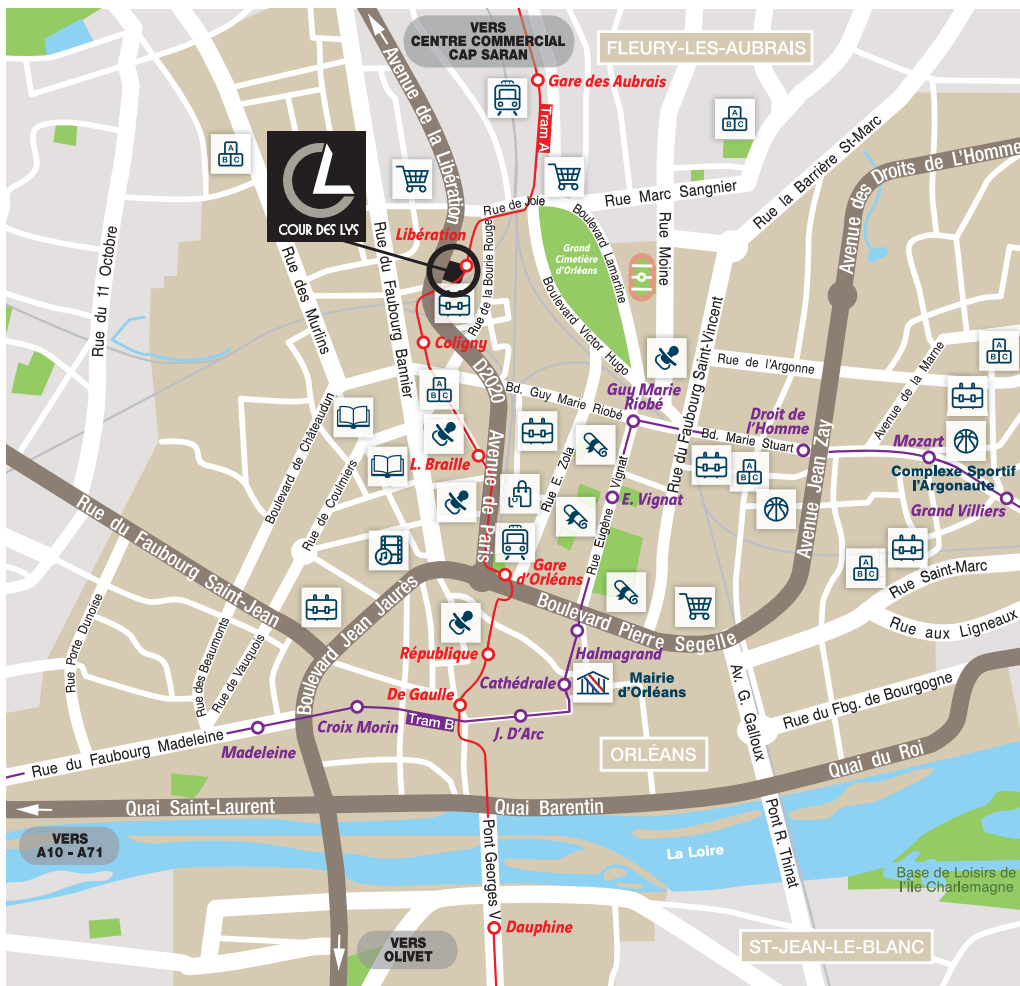 VERS
CENTRE COMMERCIAL
CAP SARAN
FLEURY-LES-AUBRAIS
Gare des Aubrais
Tram A
Avenue de la Libération
A
B C
A
B C
Rue la Barrière St-Marc
Avenue des Droits de L'Homme
COUR DES LYS
Rue de Joie
Rue Marc Sangnier
Libération
Rue du 11 Octobre
Rue des Murlins
Rue du Faubourg Bannier
Rue de la Bourie Rouge
Grand
Cimetière
d'Orléans
Boulevard Lamartine
Boulevard Victor Hugo
Rue Moine
Rue du Faubourg Saint-Vincent
Coligny
D2020
Rue de l'Argonne
Avenue de la Marne
A
B C
A
B C
Bd. Guy Marie Riobé
Guy Marie
Riobé
Droit de
l'Homme
Bd. Marie Stuart
Mozart
Complexe Sportif
l'Argonaute
Grand Villiers
Boulevard de Châteaudun
Rue de Coulmiers
L. Braille
Avenue de Paris
Rue E. Zola
Rue Eugène Vignat
E. Vignat
A
B C
Avenue Jean Zay
Rue du Faubourg Saint-Jean
Gare
d'Orléans
A
B C
Rue Saint-Marc
Rue aux Ligneaux
Boulevard Jean Jaurès
Boulevard Pierre Segelle
Rue Porte Dunoise
Rue des Beaumonts
Rue de Vauquois
République
Halmagrand
Cathédrale
Mairie
d'Orléans
De Gaulle
Av. G. Galloux
Rue du Fbg. de Bourgogne
Croix Morin
Tram B
J. D'Arc
Madeleine
Rue du Faubourg Madeleine
ORLÉANS
Quai du Roi
Quai Saint-Laurent
Quai Barentin
VERS
A10 - A71
Pont Georges V
Pont R. Thinat
La Loire
Base de Loisirs de
l'Île Charlemagne
Dauphine
VERS
OLIVET
ST-JEAN-LE-BLANC